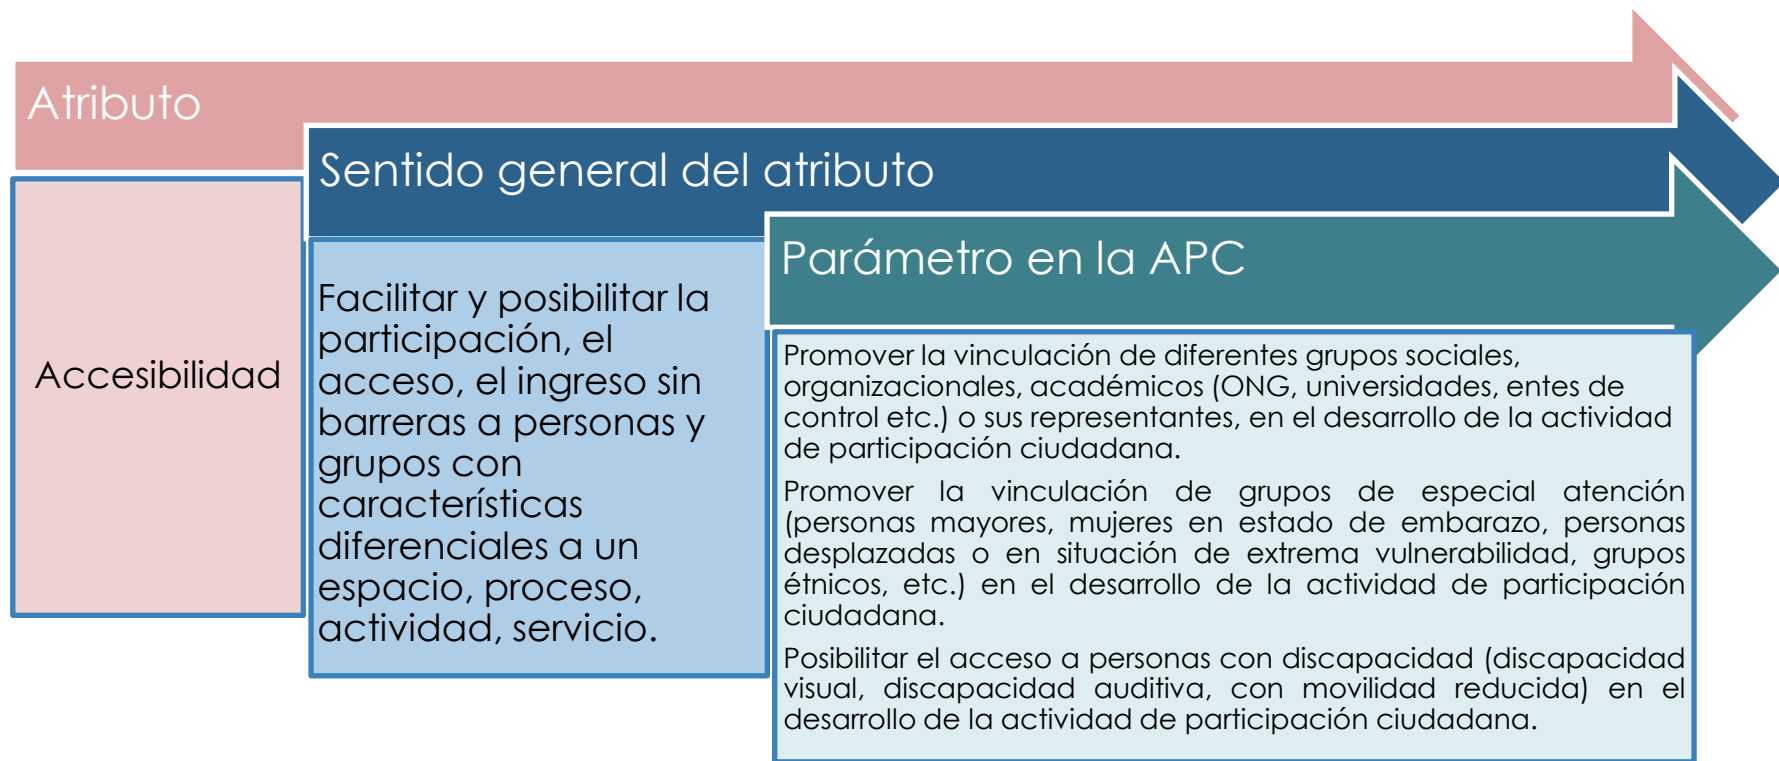 Atributo
Sentido general del atributo
Parámetro en la APC
Accesibilidad
Facilitar y posibilitar la
participación, el
acceso, el ingreso sin
barreras a personas y
grupos con
características
diferenciales a un
espacio, proceso,
actividad, servicio.
Promover la vinculación de diferentes grupos sociales,
organizacionales, académicos (ONG, universidades, entes de
control etc.) o sus representantes, en el desarrollo de la actividad
de participación ciudadana.
Promover la vinculación de grupos de especial atención
(personas mayores, mujeres en estado de embarazo, personas
desplazadas o en situación de extrema vulnerabilidad, grupos
étnicos, etc.) en el desarrollo de la actividad de participación
ciudadana.
Posibilitar el acceso a personas con discapacidad (discapacidad
visual, discapacidad auditiva, con movilidad reducida) en el
desarrollo de la actividad de participación ciudadana.